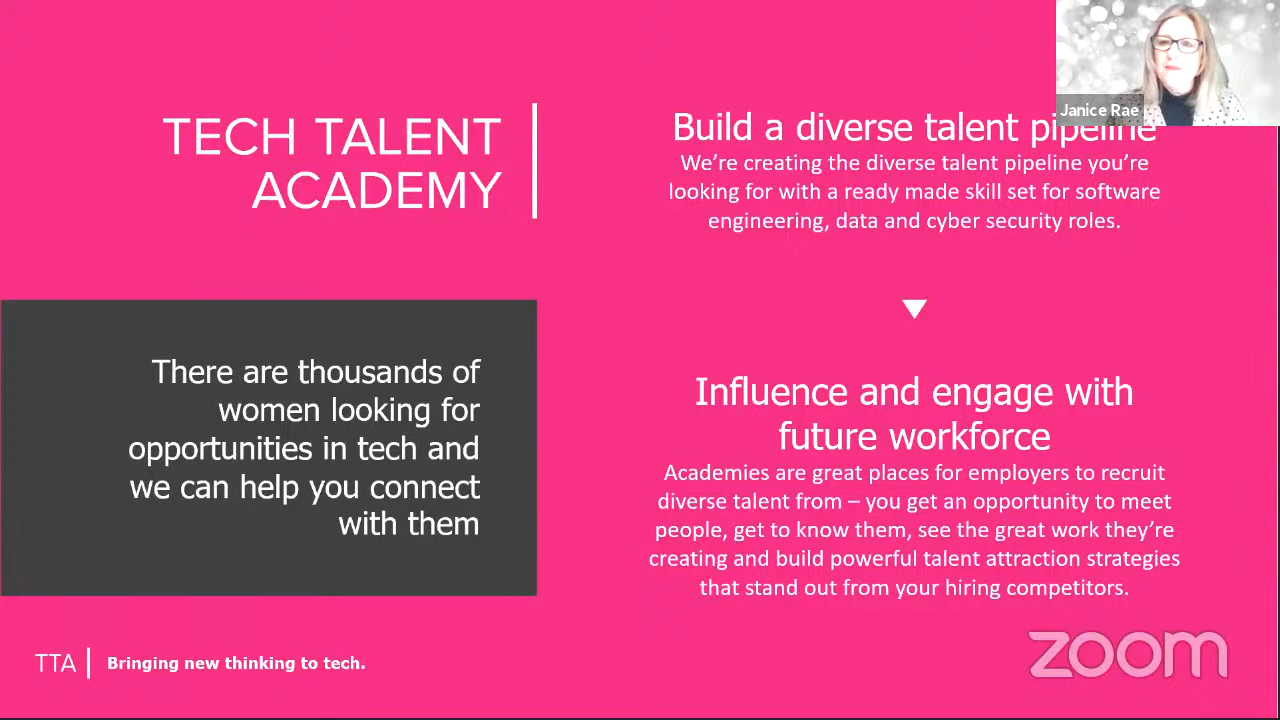 TECH TALENT
ACADEMY
There are thousands of
women looking for
opportunities in tech and
we can help you connect
with them
Build a diverse talent pipeline
We’re creating the diverse talent pipeline you’re
looking for with a ready made skill set for software
engineering, data and cyber security roles.
Influence and engage with
future workforce
Academies are great places for employers to recruit
diverse talent from – you get an opportunity to meet
people, get to know them, see the great work they’re
creating and build powerful talent attraction strategies
that stand out from your hiring competitors.
Janice Rae
TTA
Bringing new thinking to tech.
zoom